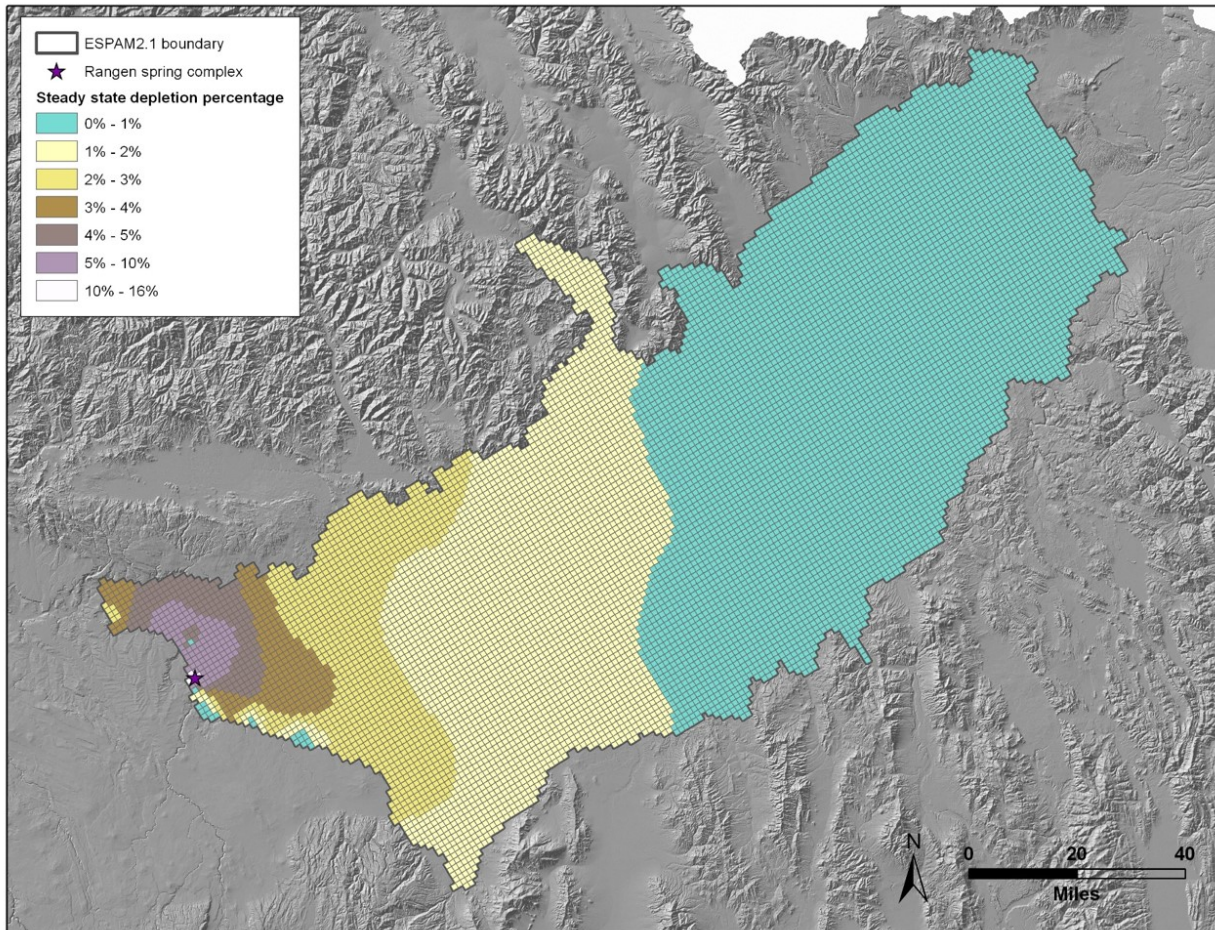 ESPAM2.1 boundary
Rangen spring complex
Steady state depletion percentage
0% - 1%
1% - 2%
2% - 3%
3% - 4%
4% - 5%
5% - 10%
10% - 16%
N
0 20 40
Miles